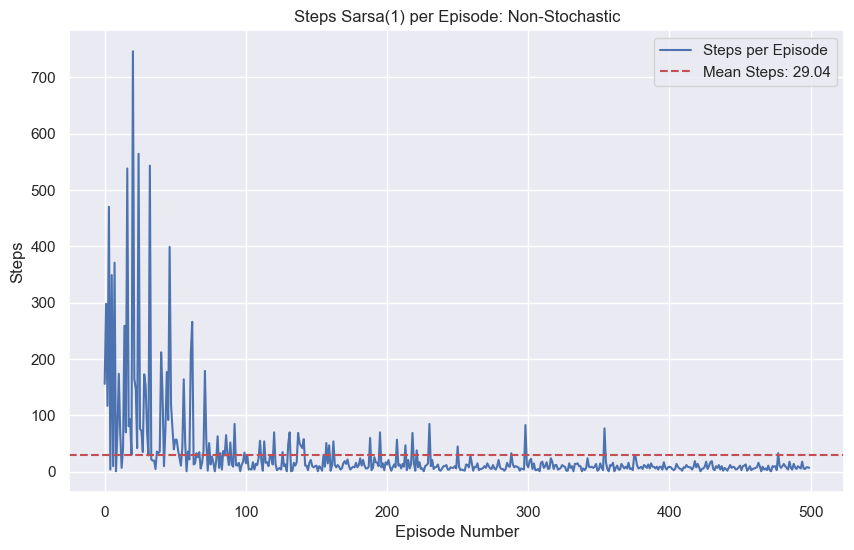 Steps Sarsa(1) per Episode: Non-Stochastic
Steps per Episode
Mean Steps: 29.04
Steps
700
600
500
400
300
200
100
0
0 100 200 300 400 500
Episode Number